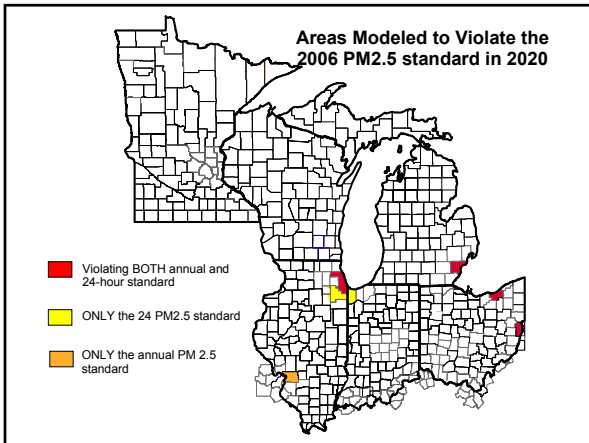 Areas Modeled to Violate the
2006 PM2.5 standard in 2020
Violating BOTH annual and
24-hour standard
ONLY the 24 PM2.5 standard
ONLY the annual PM 2.5
standard